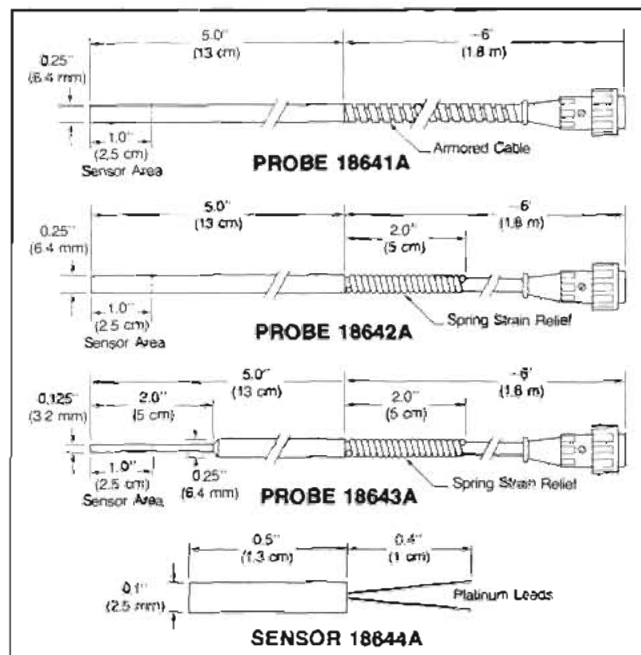 5.0" ~6'
(13 cm) (1.8 m)
0.25"
(6.4 mm)
1.0"
(2.5 cm)
Sensor Area
Armored Cable
PROBE 18641A
5.0" ~6'
(13 cm) (1.8 m)
0.25" 2.0"
(6.4 mm) (5 cm)
1.0"
(2.5 cm)
Sensor Area
Spring Strain Relief
PROBE 18642A
5.0" ~6'
(13 cm) (1.8 m)
0.125" 2.0" 2.0"
(3.2 mm) (5 cm) (5 cm)
1.0" 0.25"
(2.5 cm) (6.4 mm)
Sensor Area
Spring Strain Relief
PROBE 18643A
0.5" 0.4"
(1.3 cm) (1 cm)
0.1"
(2.5 mm)
Platinum Leads
SENSOR 18644A